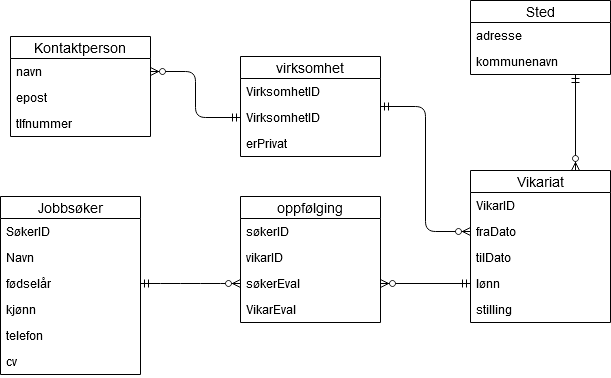 Kontaktperson
navn
epost
tlfnummer
virksomhet
VirksomhetID
VirksomhetID
erPrivat
Sted
adresse
kommunenavn
Jobbsøker
SøkerID
Navn
fødselår
kjønn
telefon
cv
oppfølging
søkerID
vikarID
søkerEval
VikarEval
Vikariat
VikarID
fraDato
tilDato
lønn
stilling